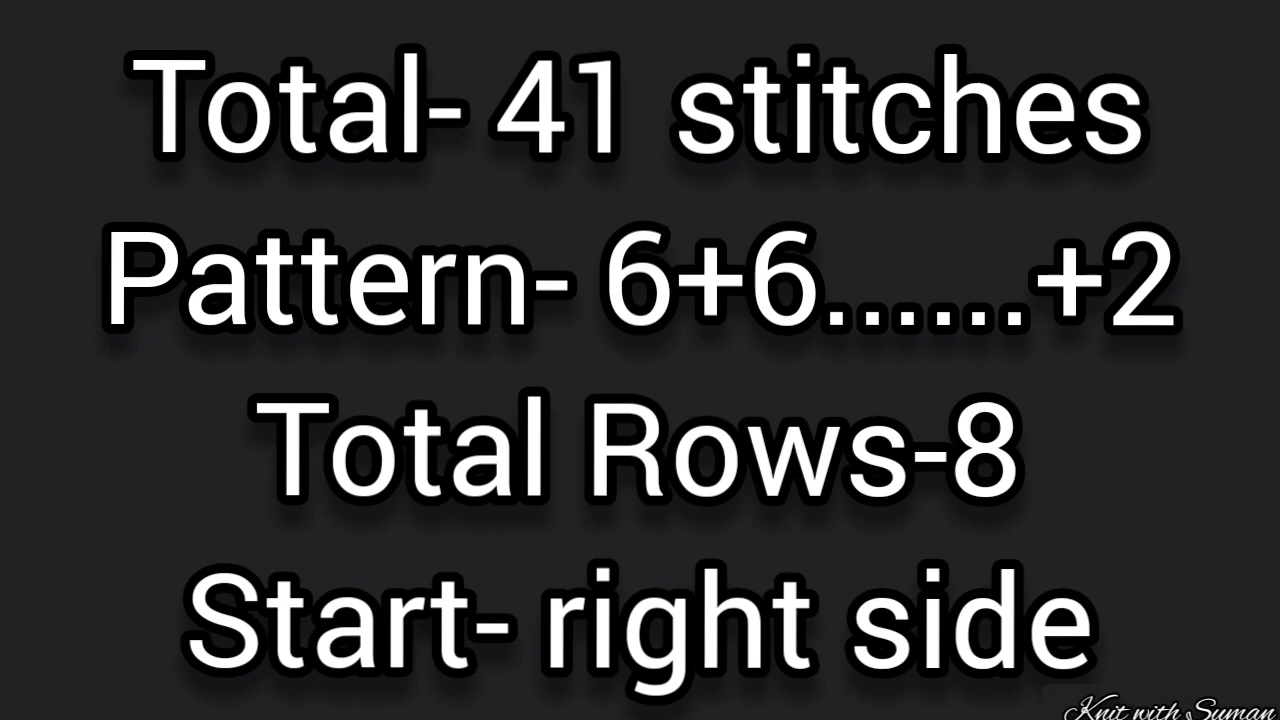 Total- 41 stitches
Pattern- 6+6......+2
Total Rows-8
Start- right side
Knit with Suman